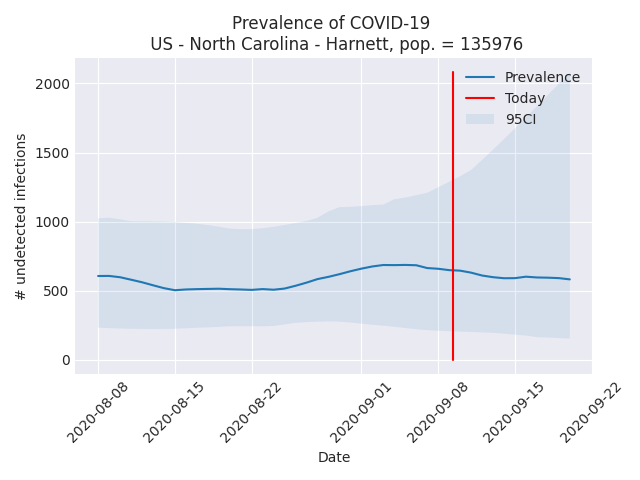 Prevalence of COVID-19
US - North Carolina - Harnett, pop. = 135976
Prevalence
Today
95CI
2000
1500
1000
500
0
# undetected infections
2020-08-08
2020-08-15
2020-08-22
2020-09-01
2020-09-08
2020-09-15
2020-09-22
Date